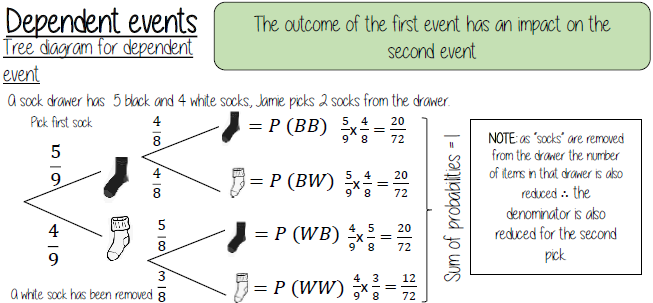 Dependent events
Tree diagram for dependent
event
The outcome of the first event has an impact on the
second event
A sock drawer has 5 black and 4 white socks, Jamie picks 2 socks from the drawer.
Pick first sock
5/9
4/9
4/8
4/8
5/8
3/8
= P (BB) 5/9 x 4/8 = 20/72
= P (BW) 5/9 x 4/8 = 20/72
= P (WB) 4/9 x 5/8 = 20/72
= P (WW) 4/9 x 3/8 = 12/72
A white sock has been removed
Sum of probabilities = 1
NOTE: as "socks" are removed
from the drawer the number
of items in that drawer is also
reduced ∴ the
denominator is also
reduced for the second
pick.